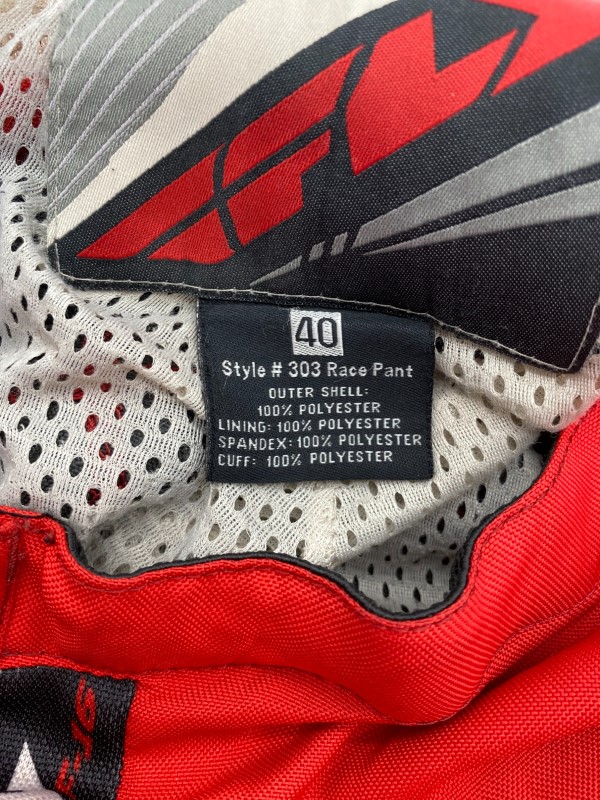 40
Style # 303 Race Pant
OUTER SHELL:
100% POLYESTER
LINING: 100% POLYESTER
SPANDEX: 100% POLYESTER
CUFF: 100% POLYESTER